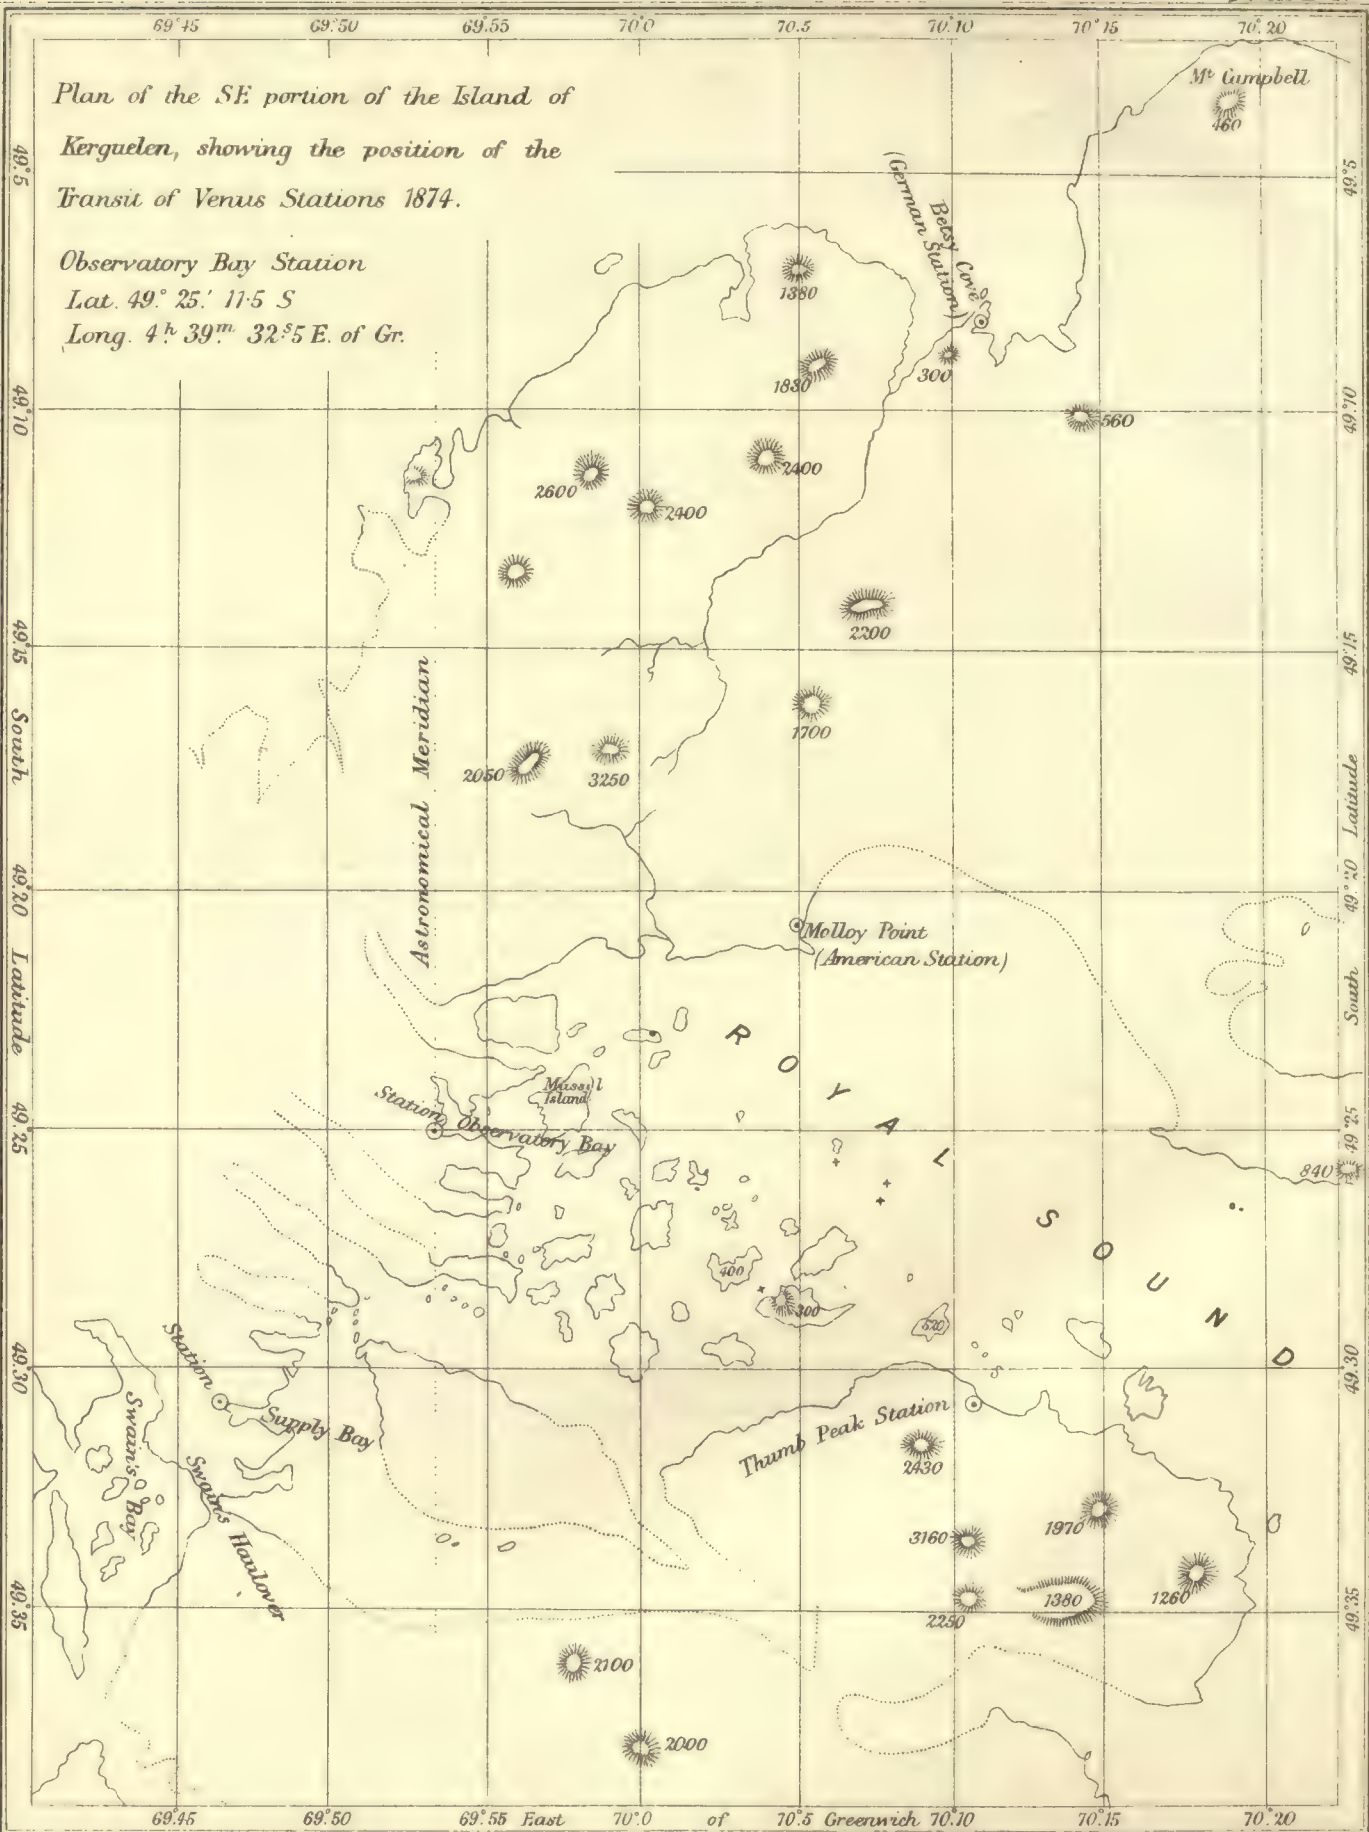 69°45 69°50 69°55 70°0 70°5 70°10 70°15 70°20
Plan of the SE portion of the Island of
Kerguelen, showing the position of the
Transit of Venus Stations 1874.
Observatory Bay Station
Lat. 49° 25' 11·5 S
Long. 4h 39m 32s5 E. of Gr.
Mt Campbell
460
49°5
49°5
Betsy Cove
(German Station)
1380
1830
300
49°10
49°10
560
2600
2400
2400
2200
49°15
49°15
South
Latitude
Astronomical Meridian
1700
2050
3250
49°20
49°20
Latitude
South
Molloy Point
(American Station)
ROYAL SOUND
Mussel
Island
Station
Observatory Bay
49°25
49°25
840
400
300
520
49°30
49°30
Station
Supply Bay
Swain's Bay
Swain's Haulover
Thumb Peak Station
2430
1970
3160
1380
1260
2250
49°35
49°35
2100
2000
69°45 69°50 69°55 East 70°0 of 70°5 Greenwich 70°10 70°15 70°20